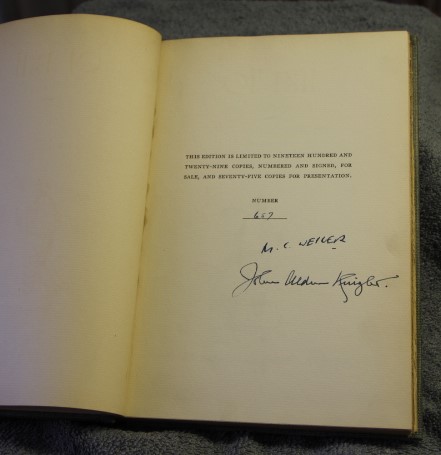 THIS EDITION IS LIMITED TO NINETEEN HUNDRED AND
TWENTY-NINE COPIES, NUMBERED AND SIGNED, FOR
SALE, AND SEVENTY-FIVE COPIES FOR PRESENTATION.
NUMBER
657
M. C. WEILER
John Alden Knight.